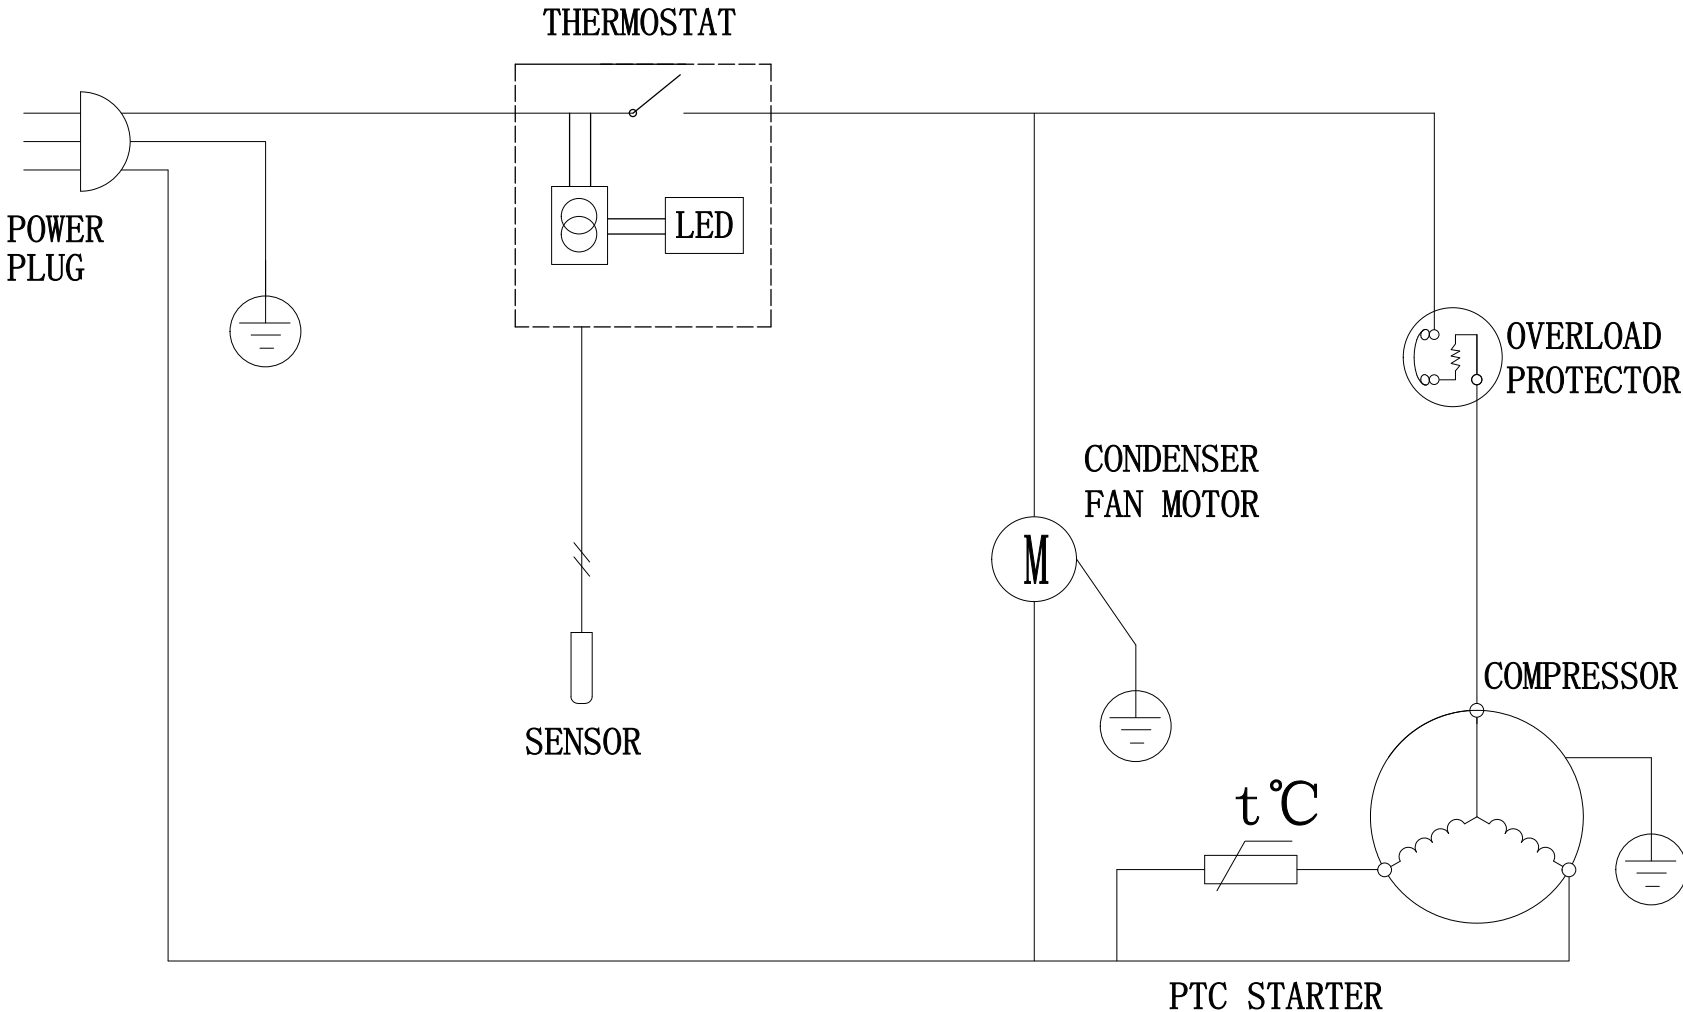 THERMOSTAT
POWER
PLUG
LED
OVERLOAD
PROTECTOR
CONDENSER
FAN MOTOR
M
COMPRESSOR
SENSOR
t℃
PTC STARTER